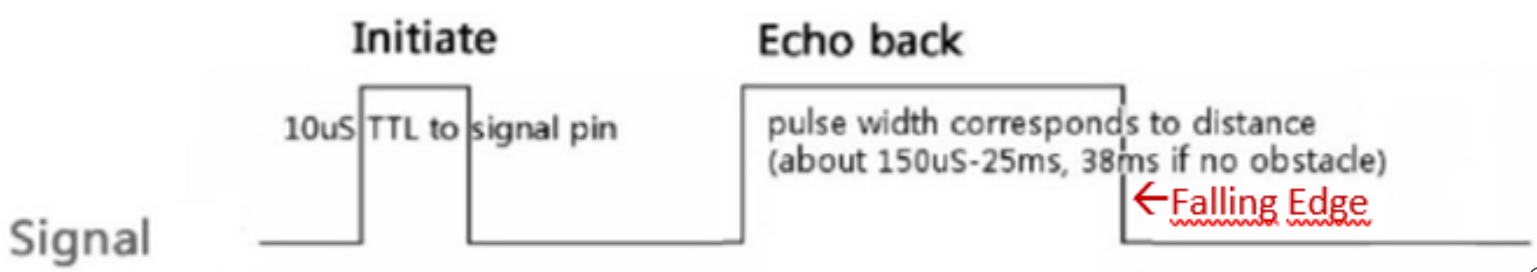 Initiate
Echo back
10uS TTL to signal pin
pulse width corresponds to distance
(about 150uS-25ms, 38ms if no obstacle)
←Falling Edge
Signal